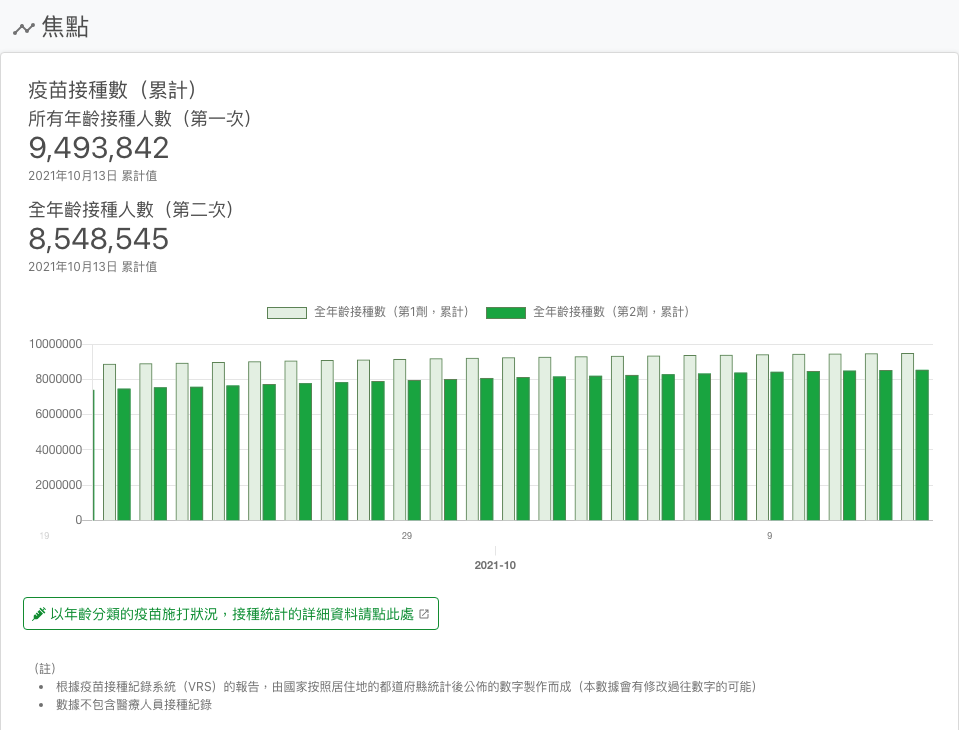 焦點
疫苗接種數（累計）
所有年齡接種人數（第一次）
9,493,842
2021年10月13日 累計值
全年齡接種人數（第二次）
8,548,545
2021年10月13日 累計值
全年齡接種數（第1劑，累計） 全年齡接種數（第2劑，累計）
10000000
8000000
6000000
4000000
2000000
0
19 29 9
2021-10
以年齡分類的疫苗施打狀況，接種統計的詳細資料請點此處
（註）
• 根據疫苗接種紀錄系統（VRS）的報告，由國家按照居住地的都道府縣統計後公佈的數字製作而成（本數據會有修改過往數字的可能）
• 數據不包含醫療人員接種紀錄